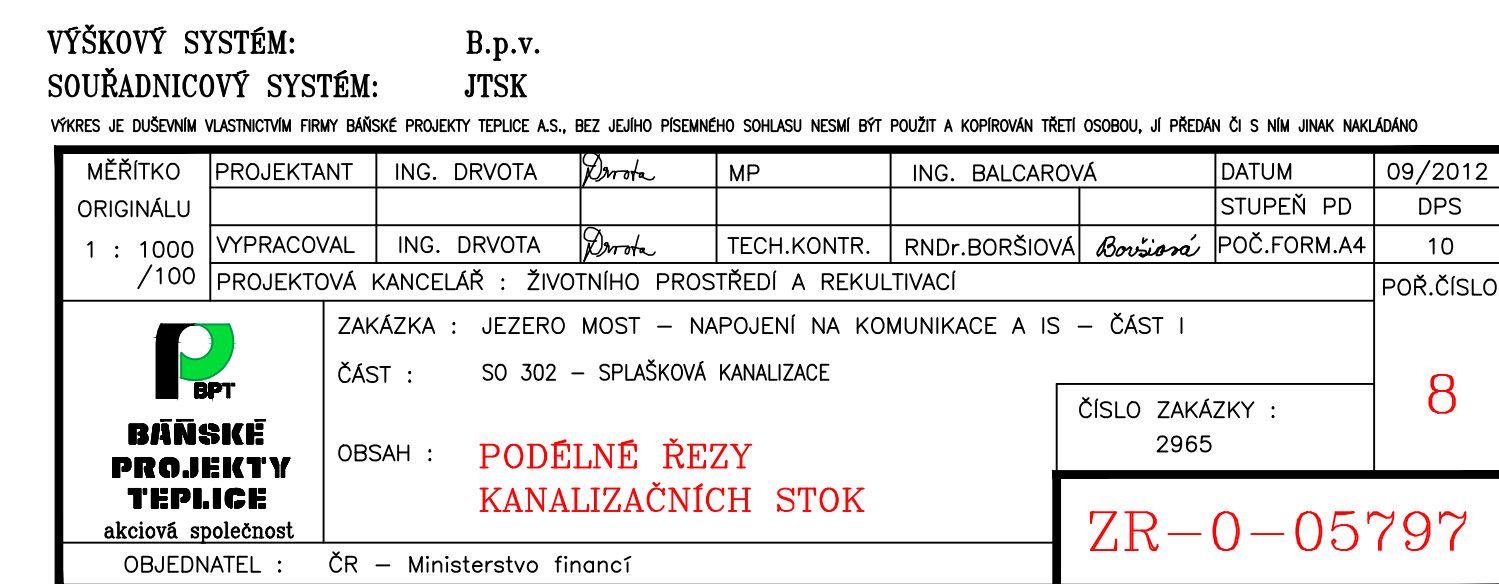 VÝŠKOVÝ SYSTÉM: B.p.v.
SOUŘADNICOVÝ SYSTÉM: JTSK
VÝKRES JE DUŠEVNÍM VLASTNICTVÍM FIRMY BÁŇSKÉ PROJEKTY TEPLICE A.S., BEZ JEJÍHO PÍSEMNÉHO SOHLASU NESMÍ BÝT POUŽIT A KOPÍROVÁN TŘETÍ OSOBOU, JÍ PŘEDÁN ČI S NÍM JINAK NAKLÁDÁNO
MĚŘÍTKO PROJEKTANT ING. DRVOTA Drvota MP ING. BALCAROVÁ DATUM 09/2012
ORIGINÁLU STUPEŇ PD DPS
1 : 1000 VYPRACOVAL ING. DRVOTA Drvota TECH.KONTR. RNDr.BORŠIOVÁ Boršiová POČ.FORM.A4 10
/100 PROJEKTOVÁ KANCELÁŘ : ŽIVOTNÍHO PROSTŘEDÍ A REKULTIVACÍ POŘ.ČÍSLO
ZAKÁZKA : JEZERO MOST – NAPOJENÍ NA KOMUNIKACE A IS – ČÁST I
ČÁST : SO 302 – SPLAŠKOVÁ KANALIZACE
BPT
ČÍSLO ZAKÁZKY : 8
2965
BÁŇSKÉ
PROJEKTY
TEPLICE
akciová společnost
OBSAH : PODÉLNÉ ŘEZY
KANALIZAČNÍCH STOK
ZR–0–05797
OBJEDNATEL : ČR – Ministerstvo financí